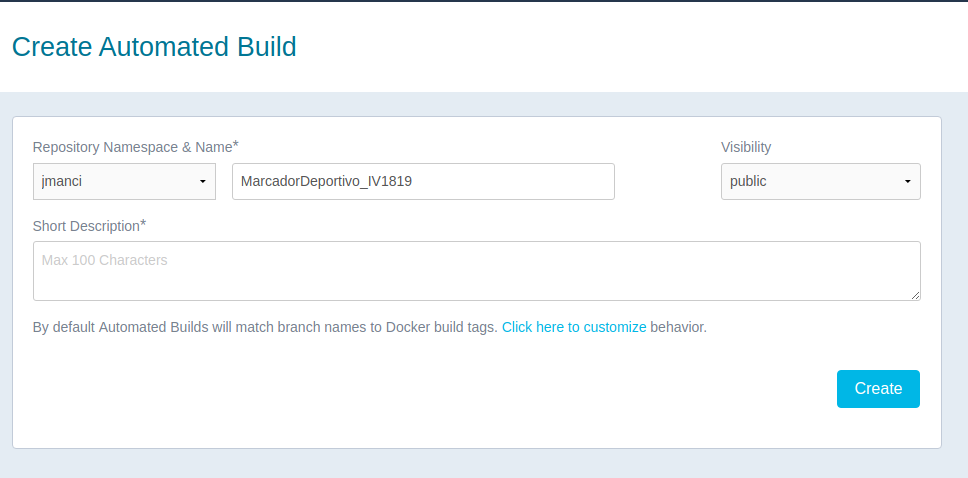 Create Automated Build
Repository Namespace & Name* Visibility
jmanci MarcadorDeportivo_IV1819 public
Short Description*
Max 100 Characters
By default Automated Builds will match branch names to Docker build tags. Click here to customize behavior.
Create